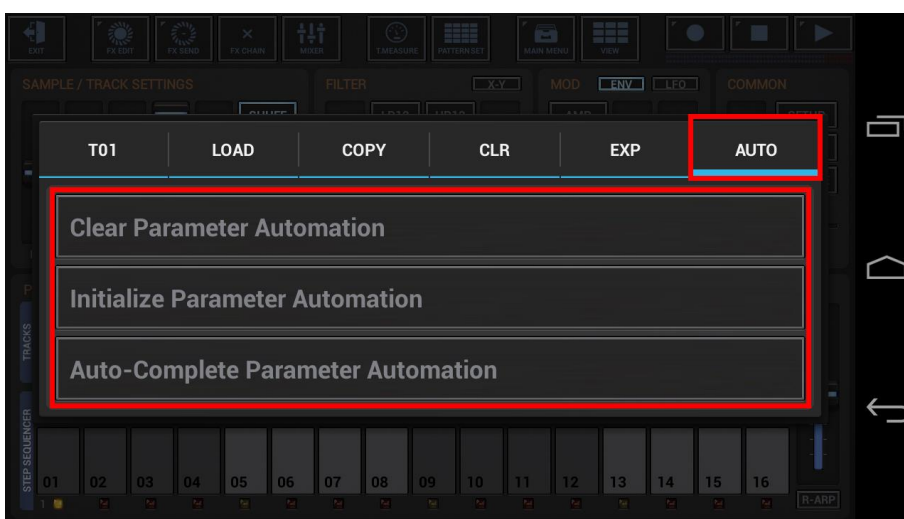 EXIT
FX EDIT
FX SEND
FX CHAIN
MIXER
T.MEASURE
PATTERN SET
MAIN MENU
VIEW
SAMPLE / TRACK SETTINGS
FILTER
X-Y
MOD
ENV
LFO
COMMON
T01
LOAD
COPY
CLR
EXP
AUTO
Clear Parameter Automation
Initialize Parameter Automation
Auto-Complete Parameter Automation
TRACKS
STEP SEQUENCER
01
02
03
04
05
06
07
08
09
10
11
12
13
14
15
16
1
R-ARP